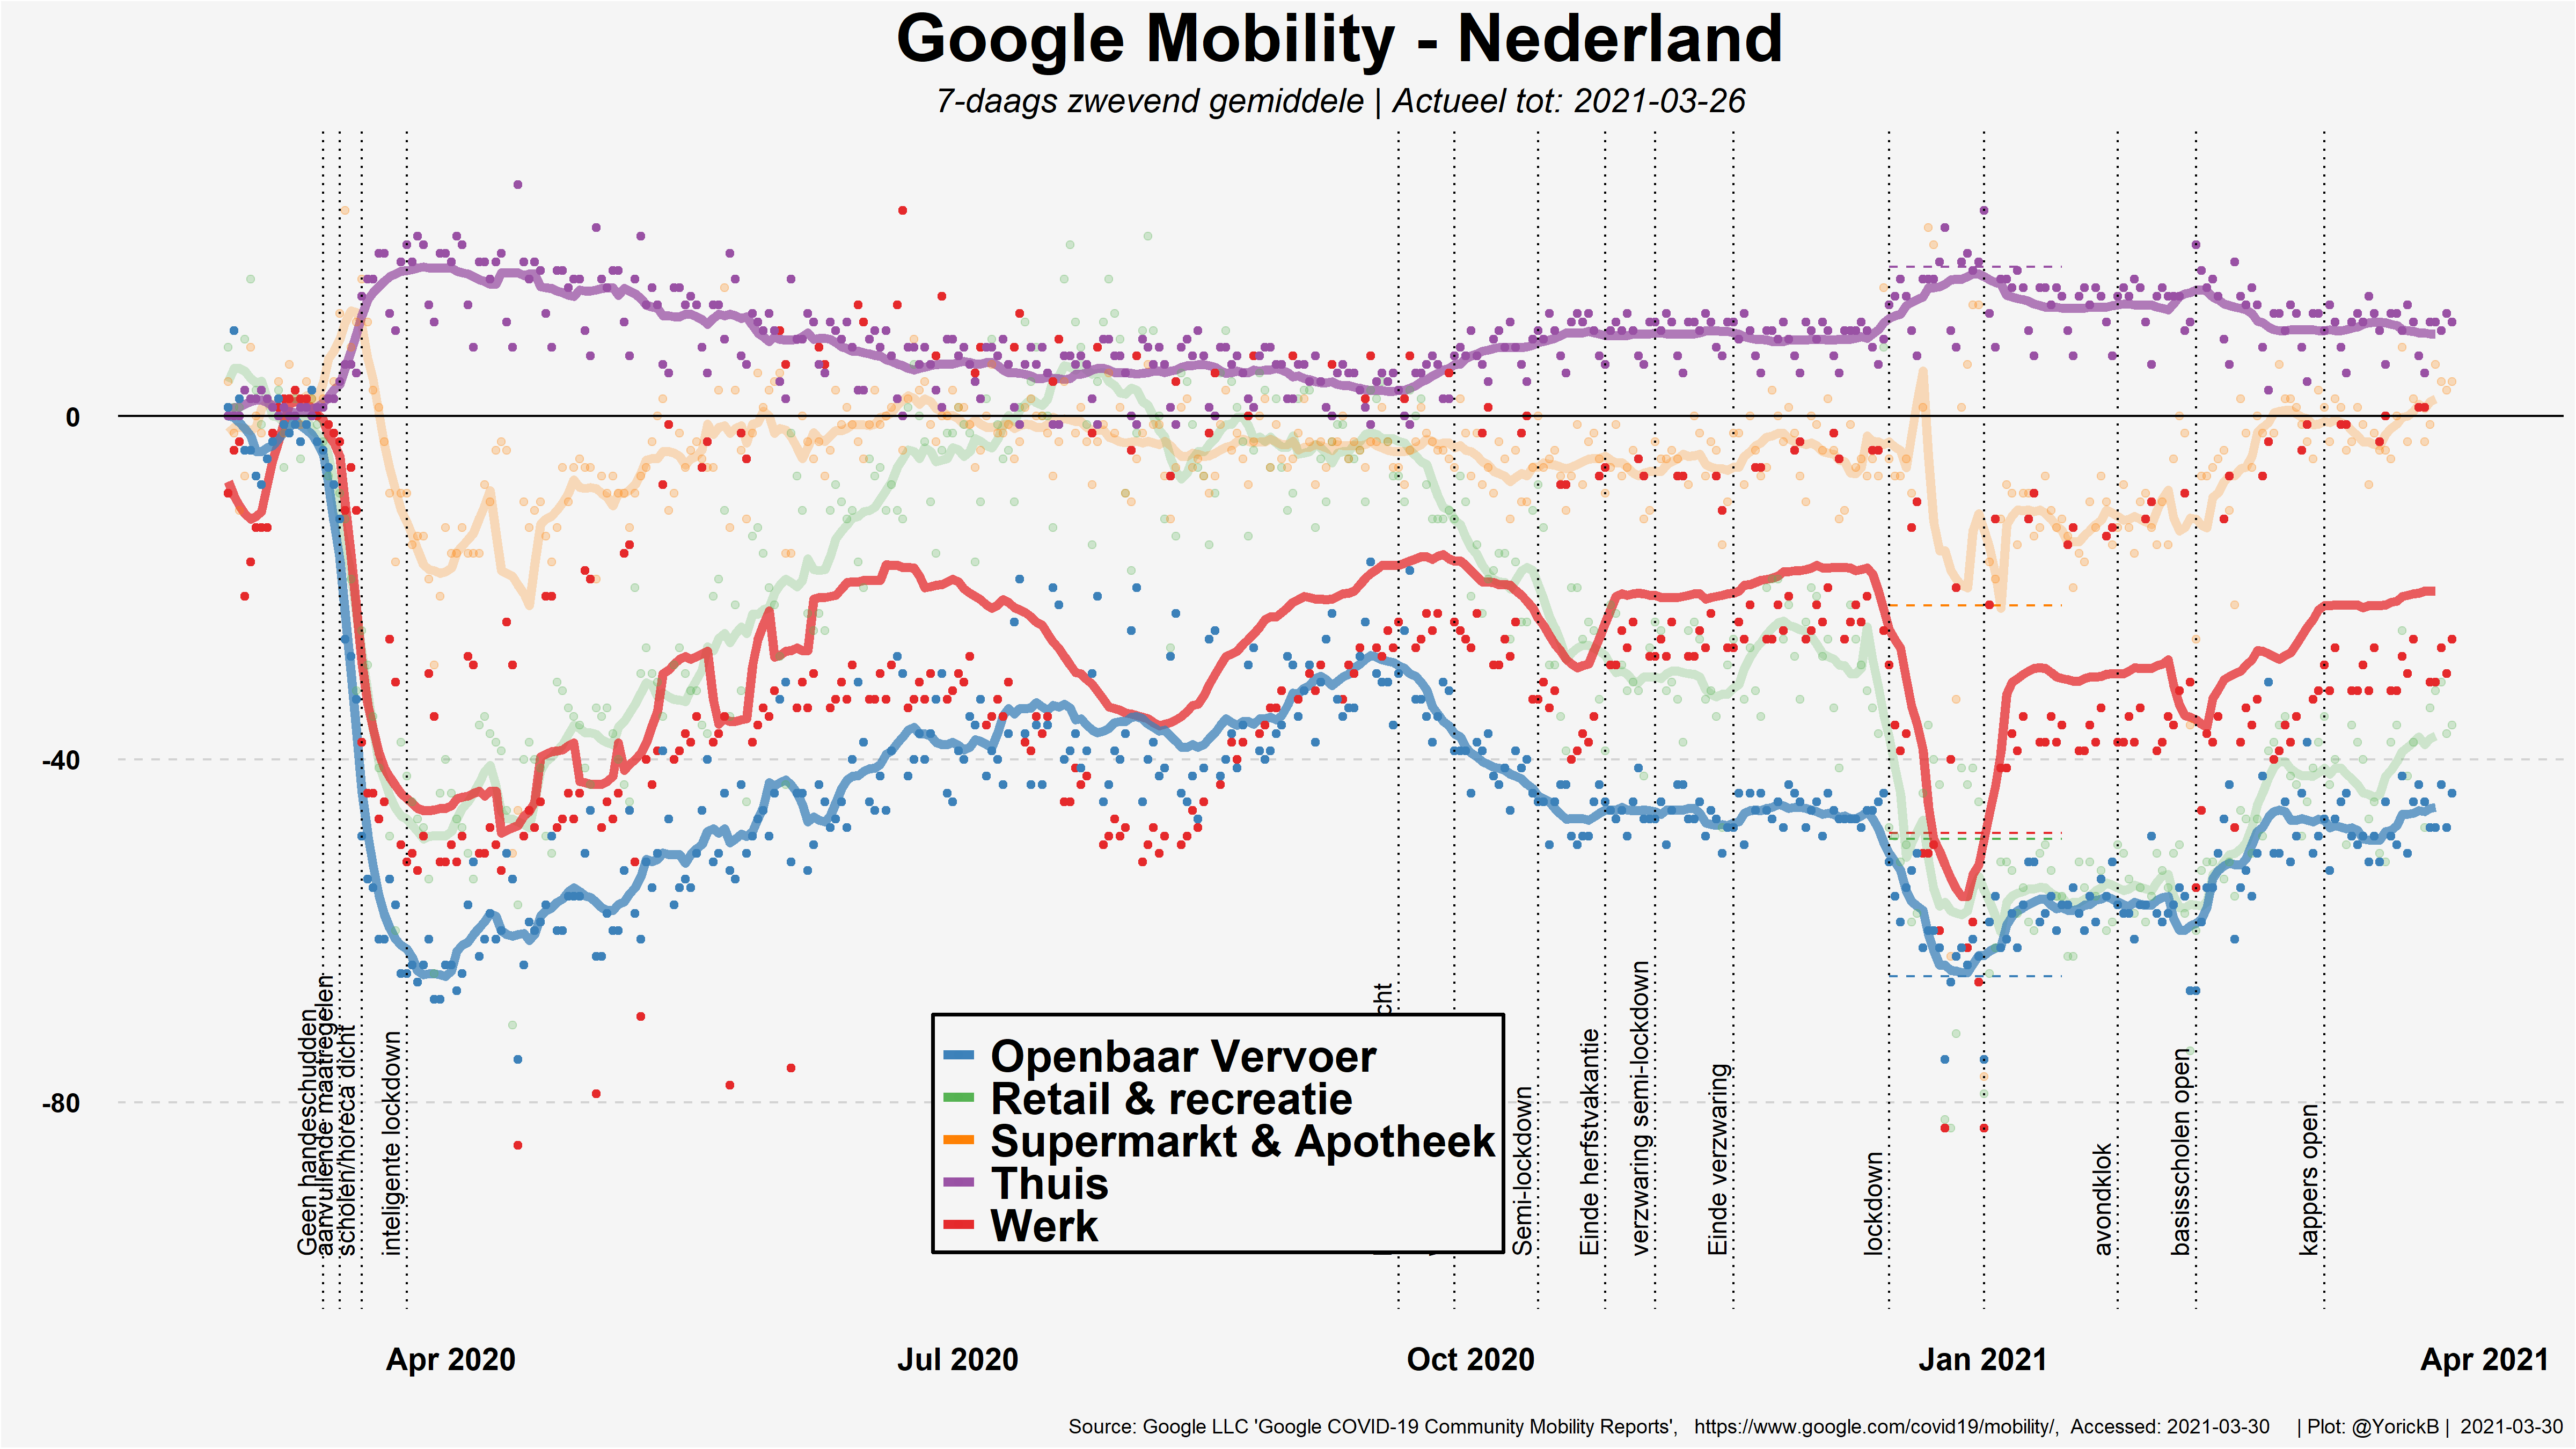 Google Mobility - Nederland
7-daags zwevend gemiddele | Actueel tot: 2021-03-26
0
-40
-80
Geen handeschudden
aanvullende maatregelen
scholen/horeca dicht
inteligente lockdown
cht
Semi-lockdown
Einde herfstvakantie
verzwaring semi-lockdown
Einde verzwaring
lockdown
avondklok
basisscholen open
kappers open
Openbaar Vervoer
Retail & recreatie
Supermarkt & Apotheek
Thuis
Werk
Apr 2020
Jul 2020
Oct 2020
Jan 2021
Apr 2021
Source: Google LLC 'Google COVID-19 Community Mobility Reports', https://www.google.com/covid19/mobility/, Accessed: 2021-03-30 | Plot: @YorickB | 2021-03-30